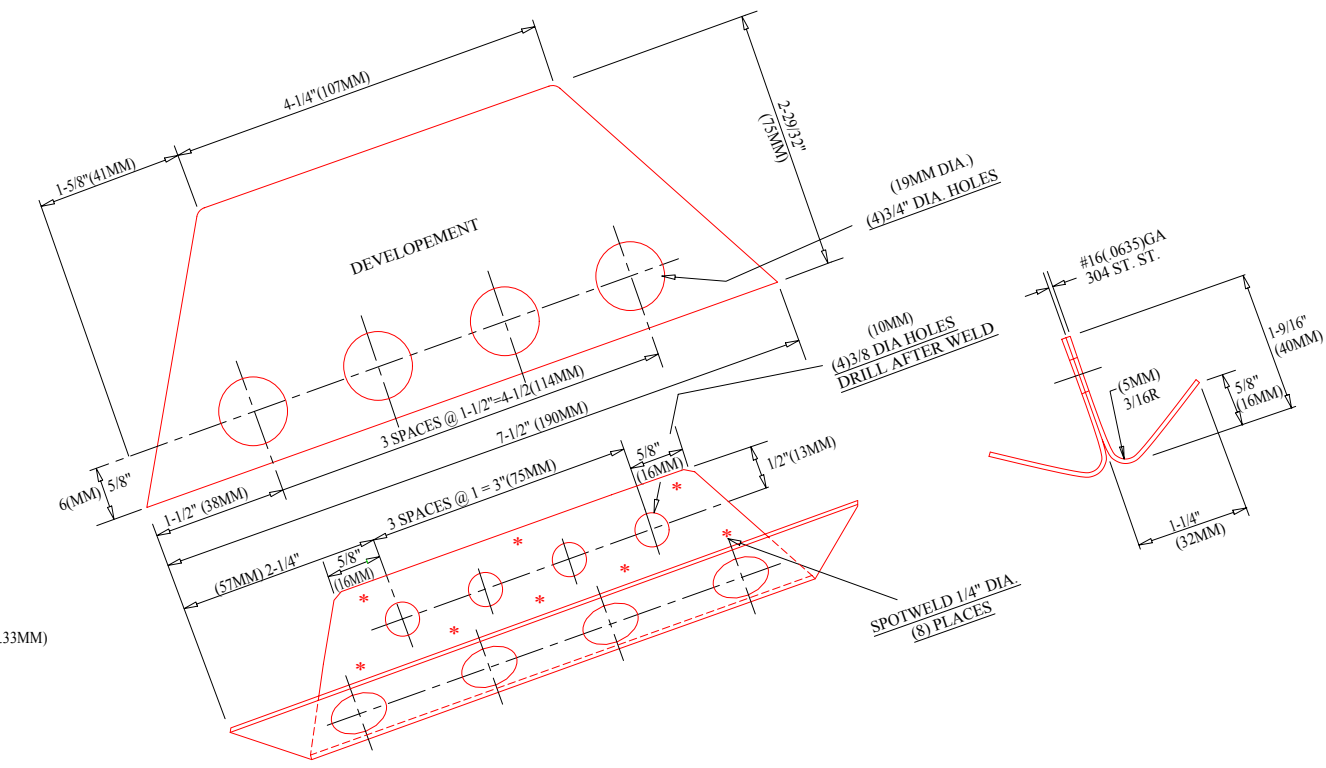 4-1/4"(107MM)
1-5/8"(41MM)
2-29/32"
(75MM)
DEVELOPEMENT
(19MM DIA.)
(4)3/4" DIA. HOLES
#16(.0635)GA
304 ST. ST.
1-9/16"
(40MM)
(10MM)
(4)3/8 DIA HOLES
DRILL AFTER WELD
(5MM)
3/16R
5/8"
(16MM)
3 SPACES @ 1-1/2"=4-1/2(114MM)
7-1/2" (190MM)
6(MM)
5/8"
1-1/2" (38MM)
3 SPACES @ 1 = 3"(75MM)
5/8"
(16MM)
1/2"(13MM)
1-1/4"
(32MM)
(57MM) 2-1/4"
5/8"
(16MM)
* * * * * * * *
SPOTWELD 1/4" DIA.
(8) PLACES
.33MM)